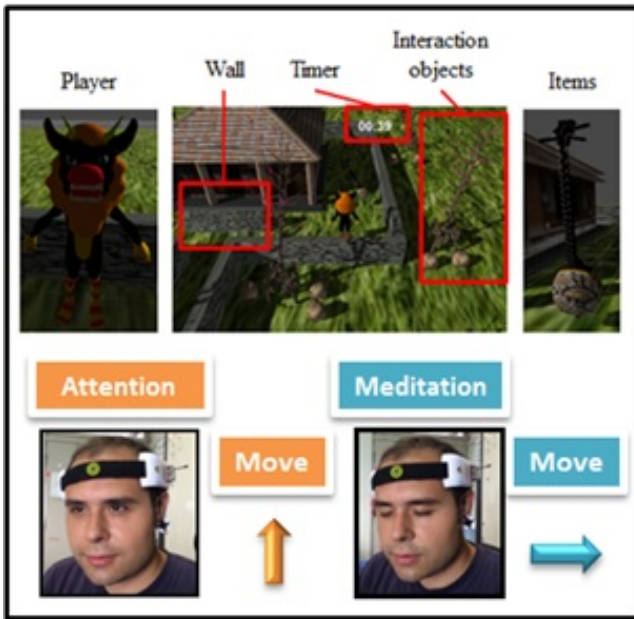 Player
Wall
Timer
Interaction
objects
Items
00:39
Attention
Meditation
Move
Move